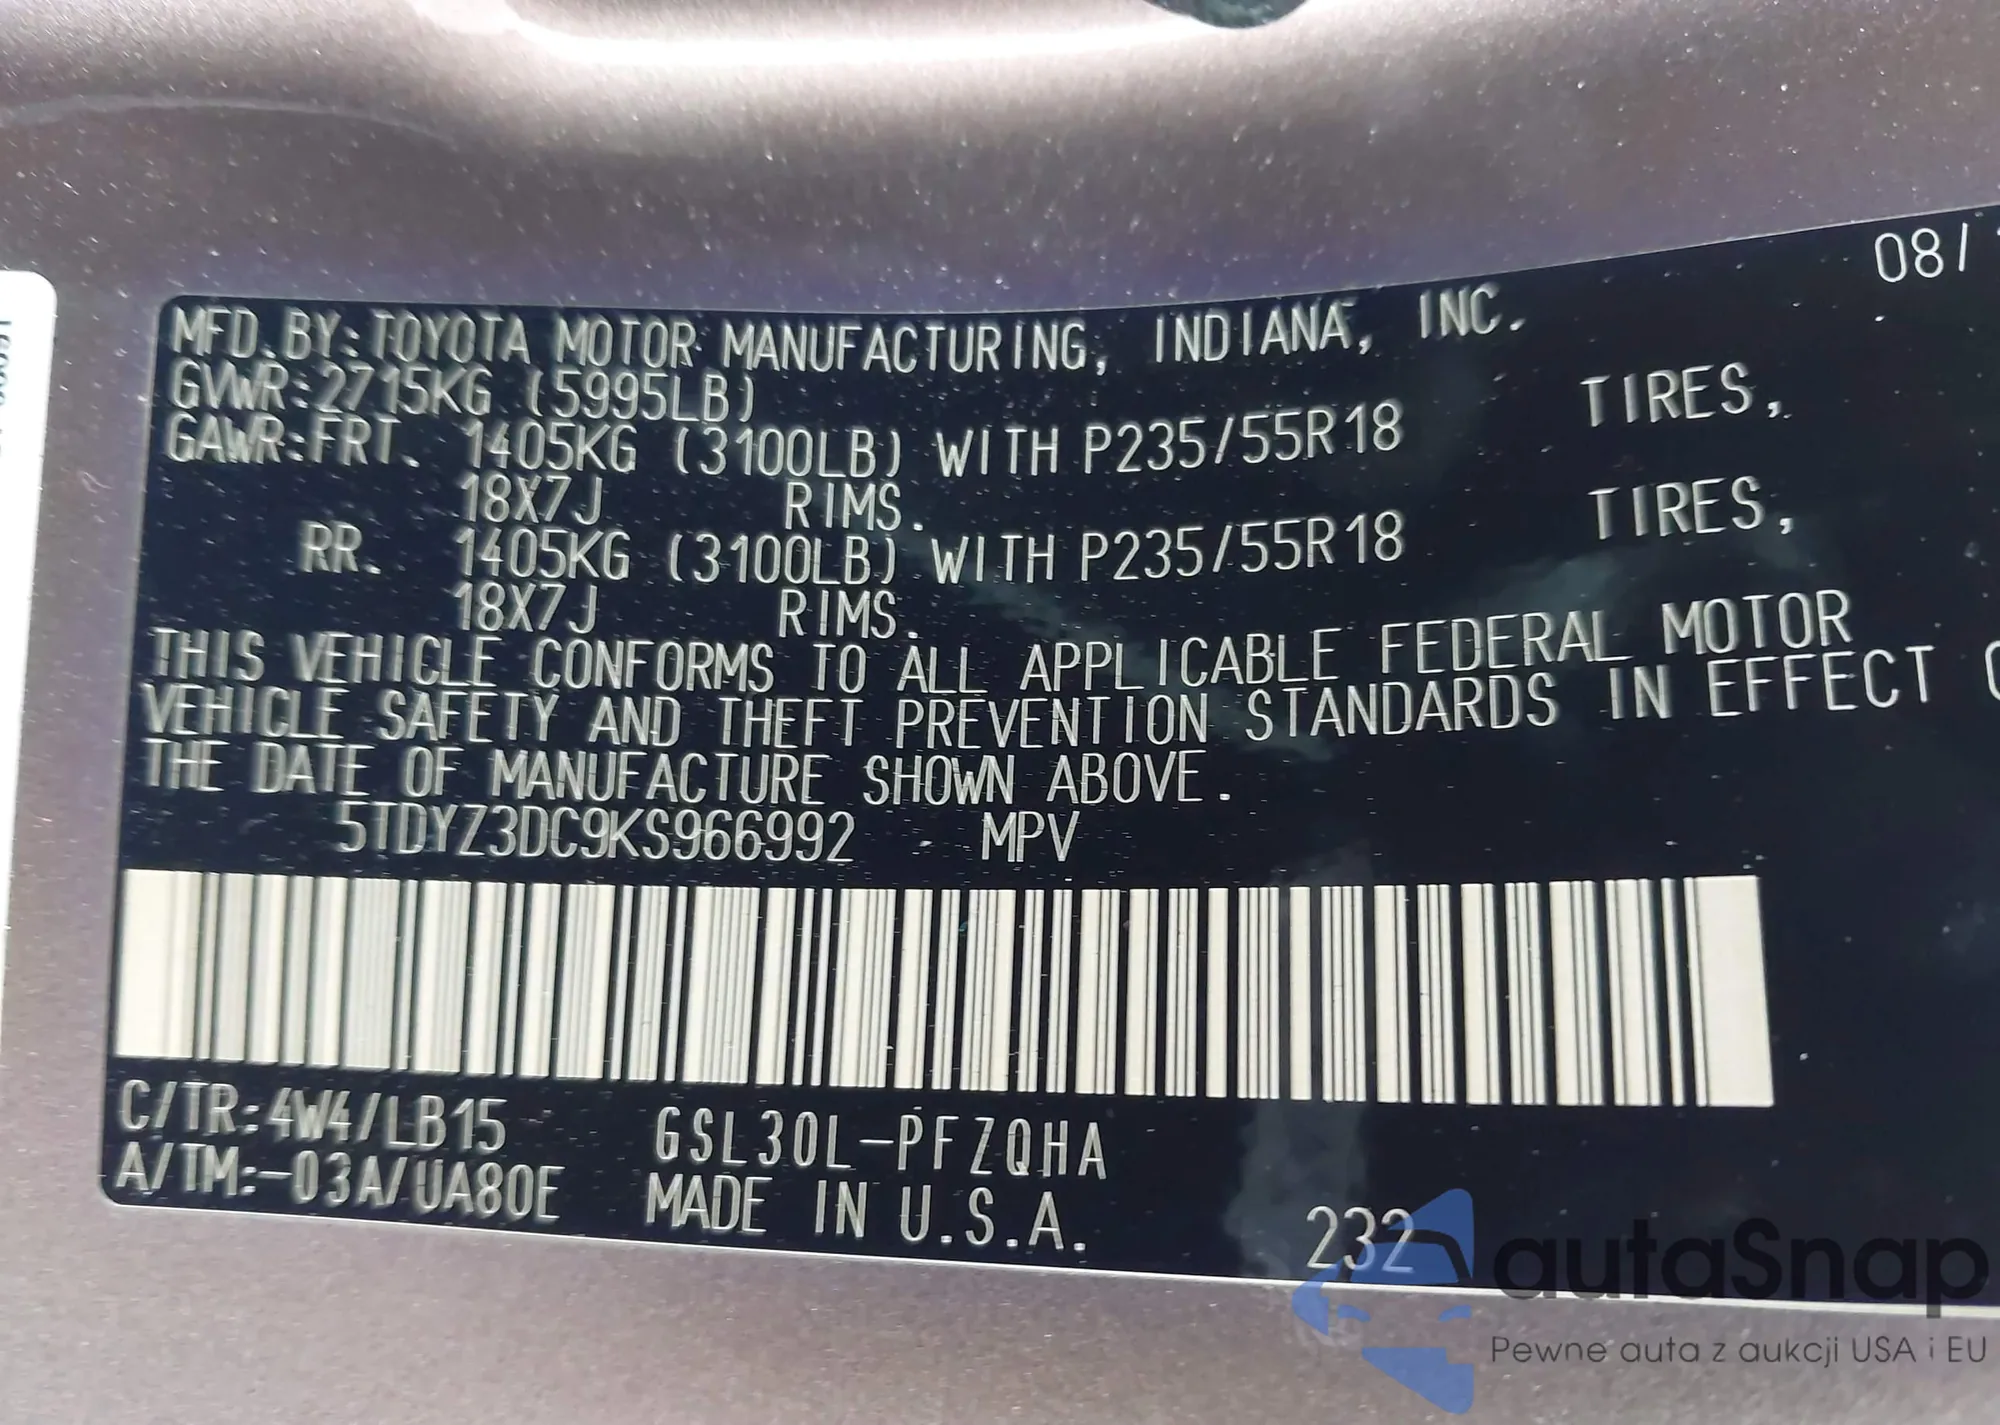 08/
MFD.BY:TOYOTA MOTOR MANUFACTURING, INDIANA, INC.
GVWR:2715KG (5995LB)
GAWR:FRT. 1405KG (3100LB) WITH P235/55R18 TIRES,
18X7J RIMS.
RR. 1405KG (3100LB) WITH P235/55R18 TIRES,
18X7J RIMS.
THIS VEHICLE CONFORMS TO ALL APPLICABLE FEDERAL MOTOR
VEHICLE SAFETY AND THEFT PREVENTION STANDARDS IN EFFECT
THE DATE OF MANUFACTURE SHOWN ABOVE.
5TDYZ3DC9KS966992 MPV
C/TR:4W4/LB15 GSL30L-PFZQHA
A/TM:-03A/UA80E MADE IN U.S.A. 232
autaSnap
Pewne auta z aukcji USA i EU